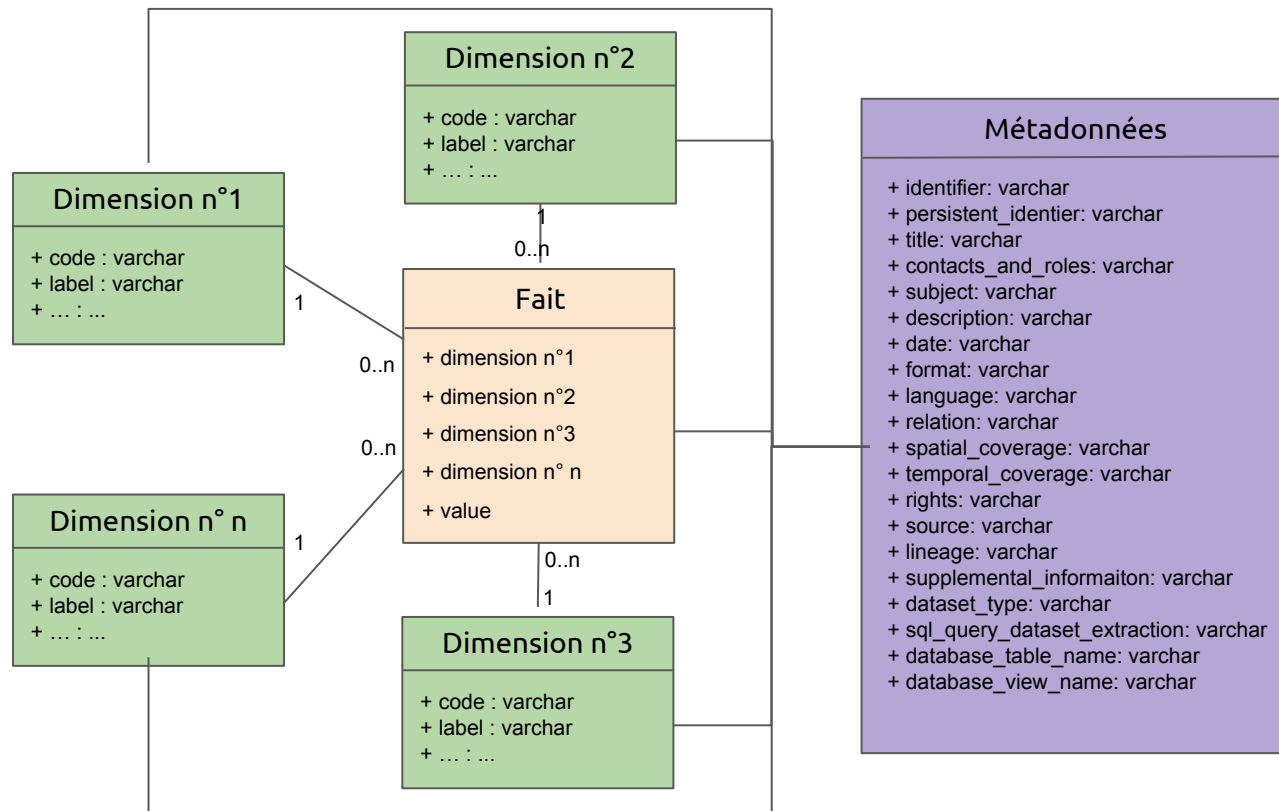 Dimension n°2
+ code : varchar
+ label : varchar
+ … : ...
1
0..n
Dimension n°1
+ code : varchar
+ label : varchar
+ … : ...
1
0..n
Fait
+ dimension n°1
+ dimension n°2
+ dimension n°3
+ dimension n° n
+ value
0..n
1
Dimension n° n
+ code : varchar
+ label : varchar
+ … : ...
0..n
1
Dimension n°3
+ code : varchar
+ label : varchar
+ … : ...
Métadonnées
+ identifier: varchar
+ persistent_identier: varchar
+ title: varchar
+ contacts_and_roles: varchar
+ subject: varchar
+ description: varchar
+ date: varchar
+ format: varchar
+ language: varchar
+ relation: varchar
+ spatial_coverage: varchar
+ temporal_coverage: varchar
+ rights: varchar
+ source: varchar
+ lineage: varchar
+ supplemental_informaiton: varchar
+ dataset_type: varchar
+ sql_query_dataset_extraction: varchar
+ database_table_name: varchar
+ database_view_name: varchar